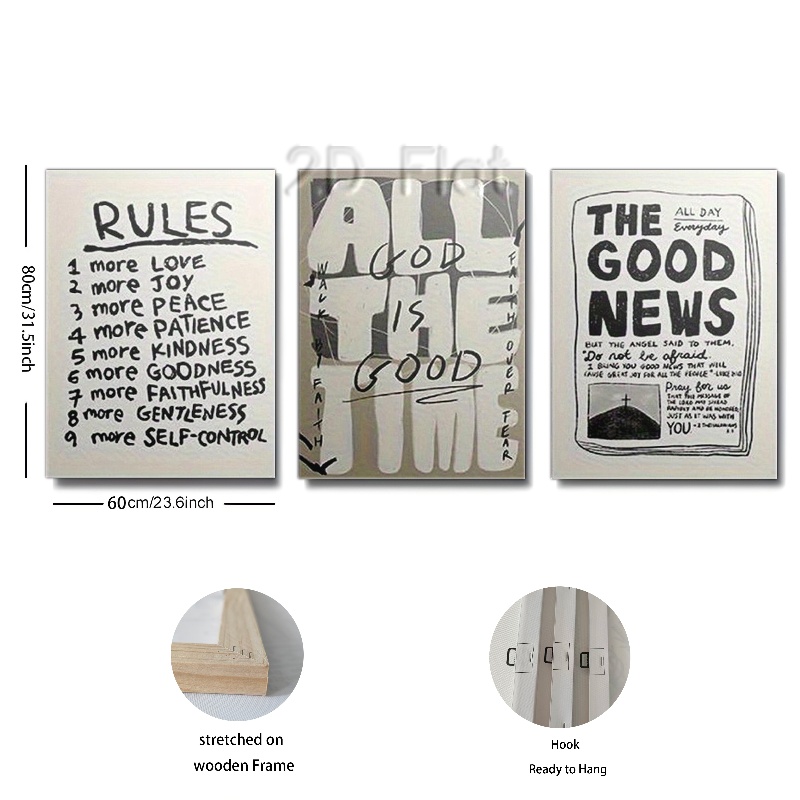 2D Flat
80cm/31.5inch
RULES
1 more LOVE
2 more JOY
3 more PEACE
4 more PATIENCE
5 more KINDNESS
6 more GOODNESS
7 more FAITHFULNESS
8 more GENTLENESS
9 more SELF-CONTROL
60cm/23.6inch
ALL
THE
TIME
GOD
IS
GOOD
WALK BY FAITH
FAITH OVER FEAR
THE
GOOD
NEWS
ALL DAY
Everyday
BUT THE ANGEL SAID TO THEM,
"Do not be afraid.
I BRING YOU GOOD NEWS THAT WILL
CAUSE GREAT JOY FOR ALL THE PEOPLE" -LUKE 2:10
Pray for us
THAT THE MESSAGE OF
THE LORD MAY SPREAD
RAPIDLY AND BE HONORED,
JUST AS IT WAS WITH
YOU
stretched on
wooden Frame
Hook
Ready to Hang